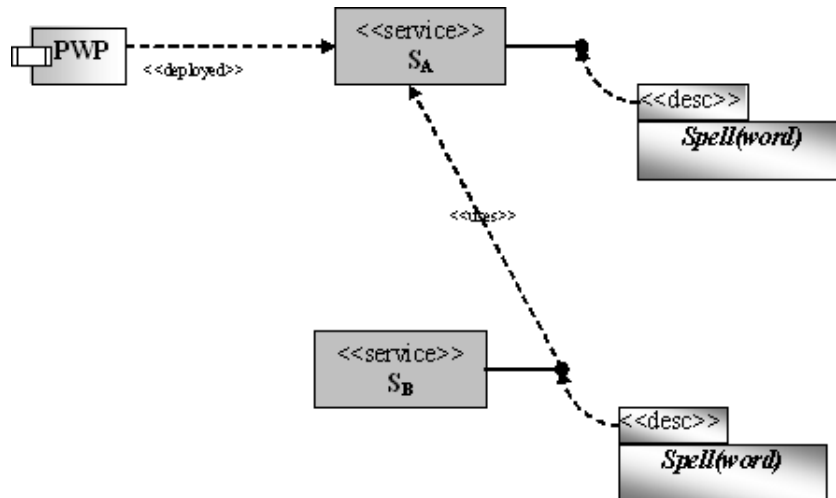 PWP
<<deployed>>
<<service>>
SA
<<desc>>
Spell(word)
<<uses>>
<<service>>
SB
<<desc>>
Spell(word)